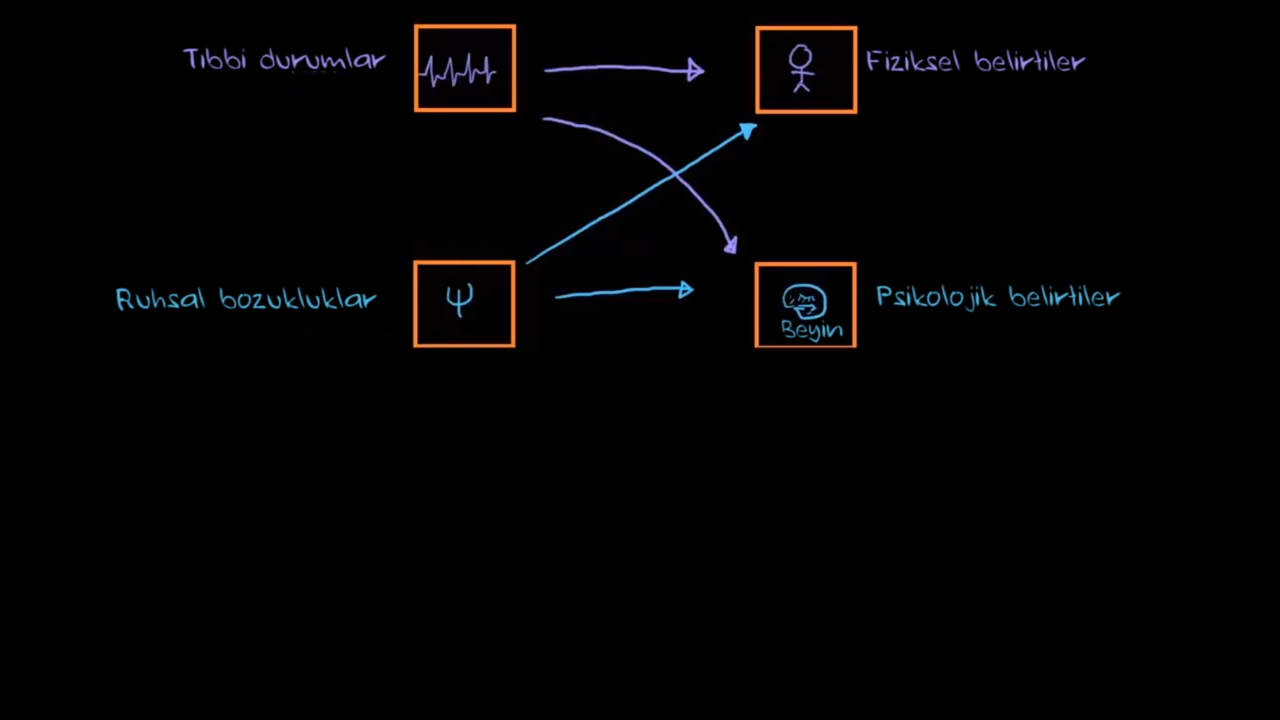 Tıbbi durumlar
Fiziksel belirtiler
Ruhsal bozukluklar
Ψ
Psikolojik belirtiler
Beyin